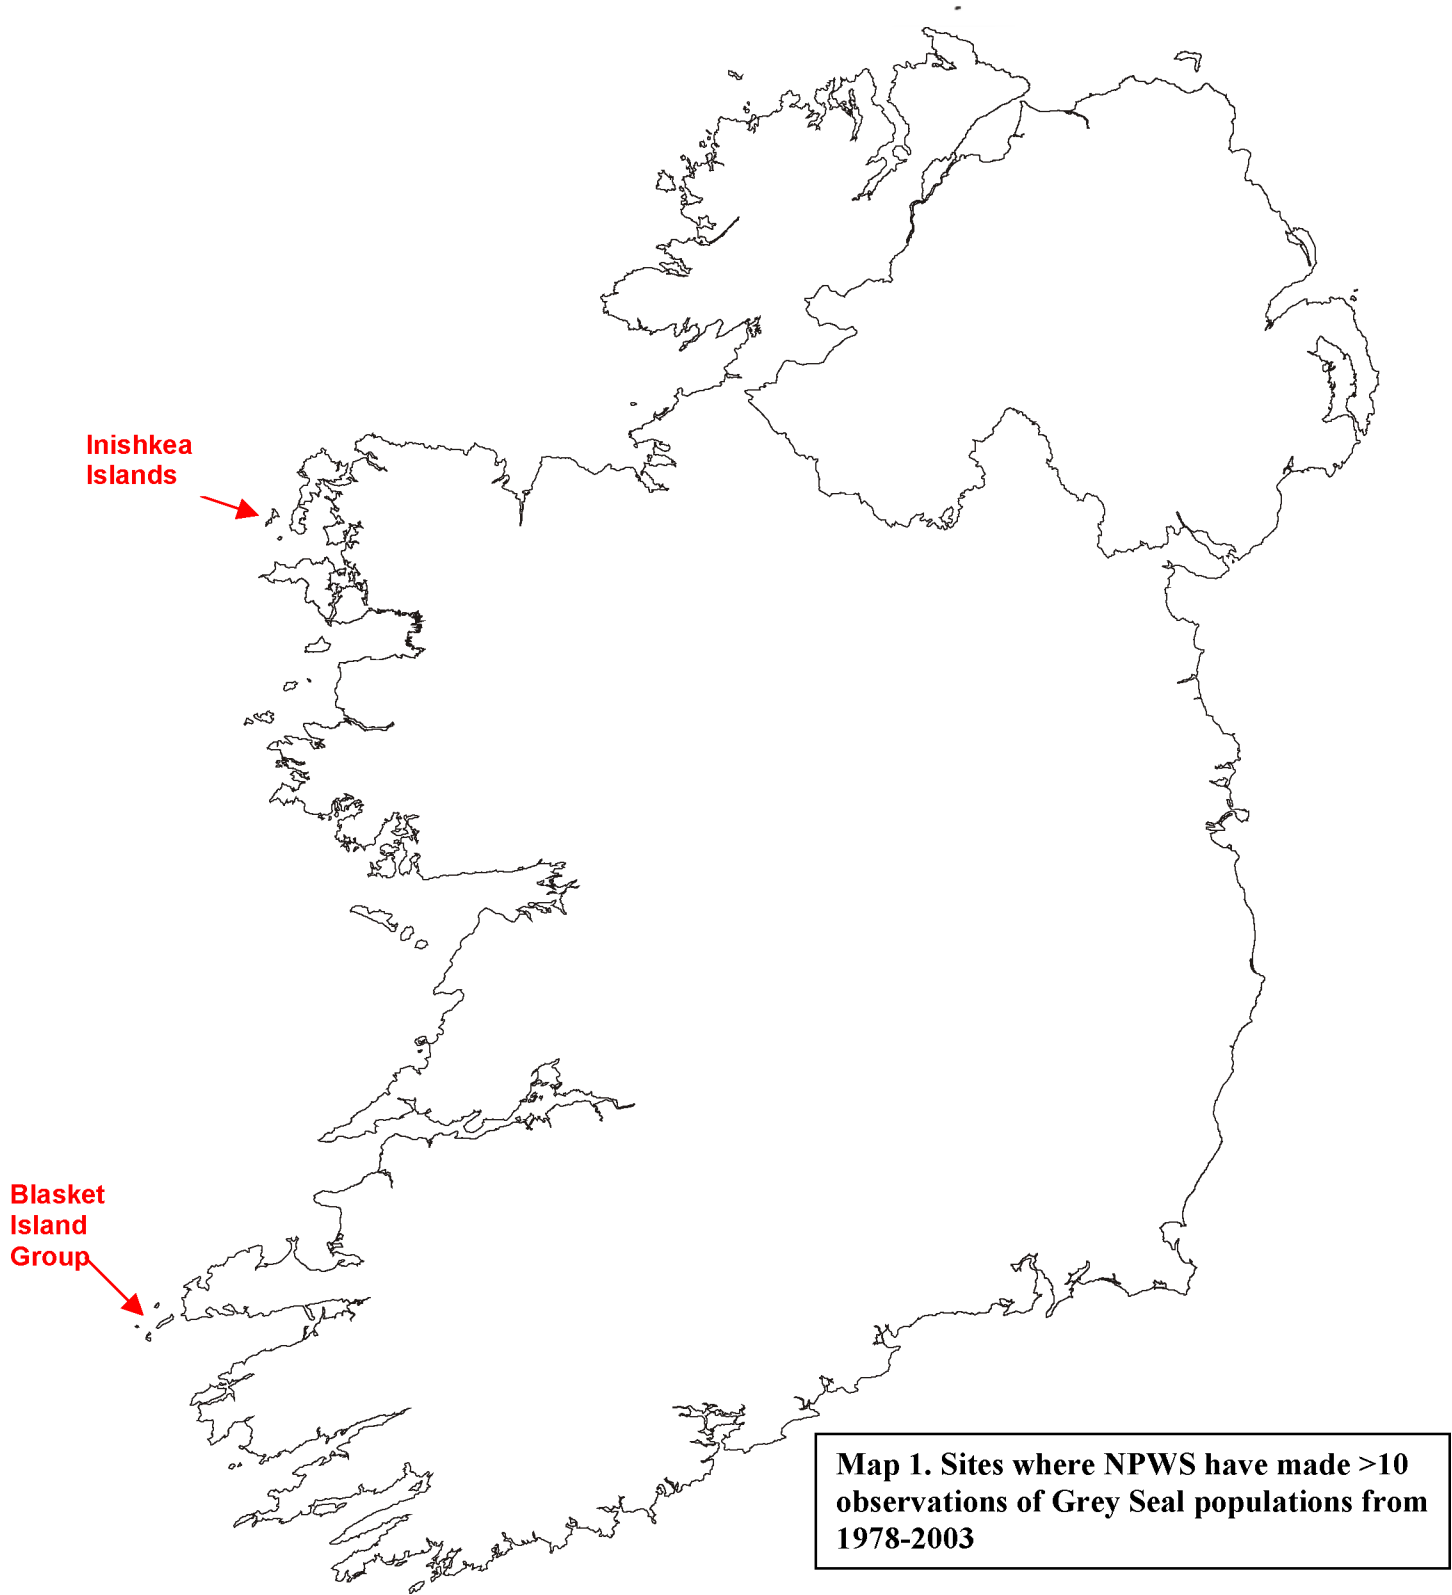 Inishkea
Islands
Blasket
Island
Group
Map 1. Sites where NPWS have made >10
observations of Grey Seal populations from
1978-2003